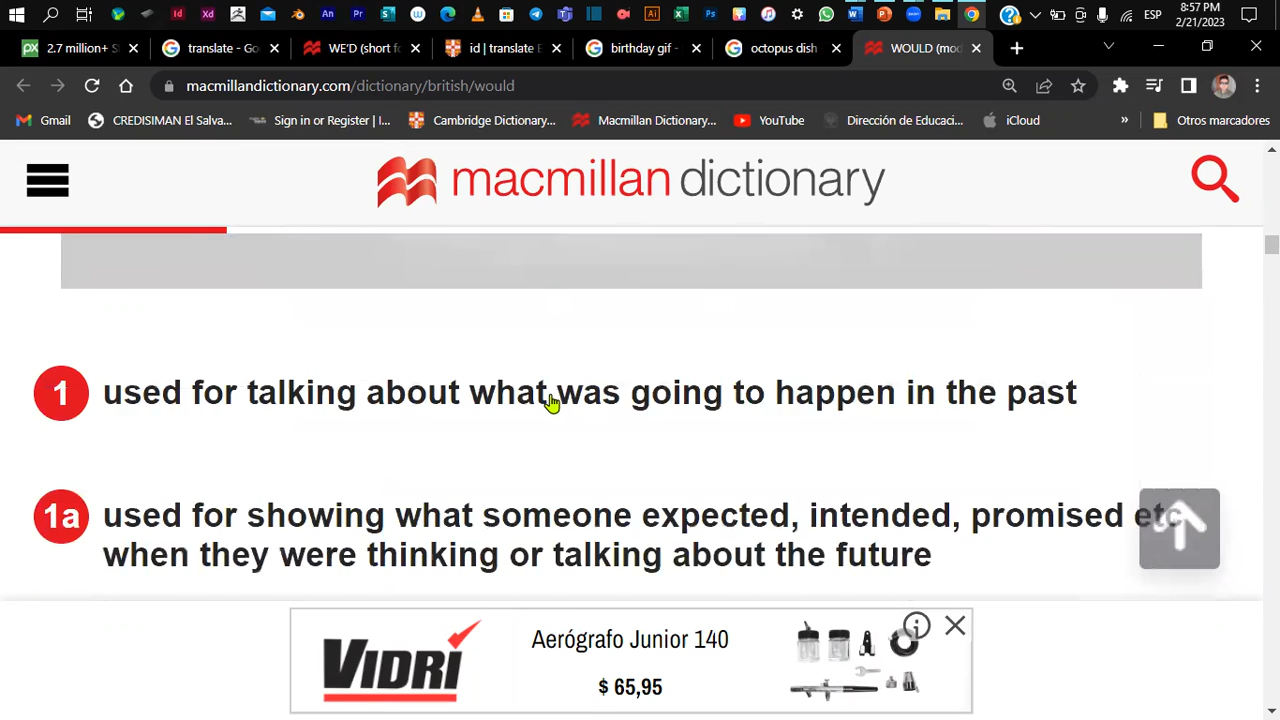 8:57 PM
ESP
2/21/2023
2.7 million+ S
translate - Go
WE'D (short fo
id | translate E
birthday gif -
octopus dish
WOULD (mod
macmillandictionary.com/dictionary/british/would
Gmail
CREDISIMAN El Salva...
Sign in or Register | I...
Cambridge Dictionary...
Macmillan Dictionary...
YouTube
Dirección de Educaci...
iCloud
»
Otros marcadores
macmillan dictionary
1 used for talking about what was going to happen in the past
1a used for showing what someone expected, intended, promised etc
when they were thinking or talking about the future
VIDRÍ
Aerógrafo Junior 140
$ 65,95